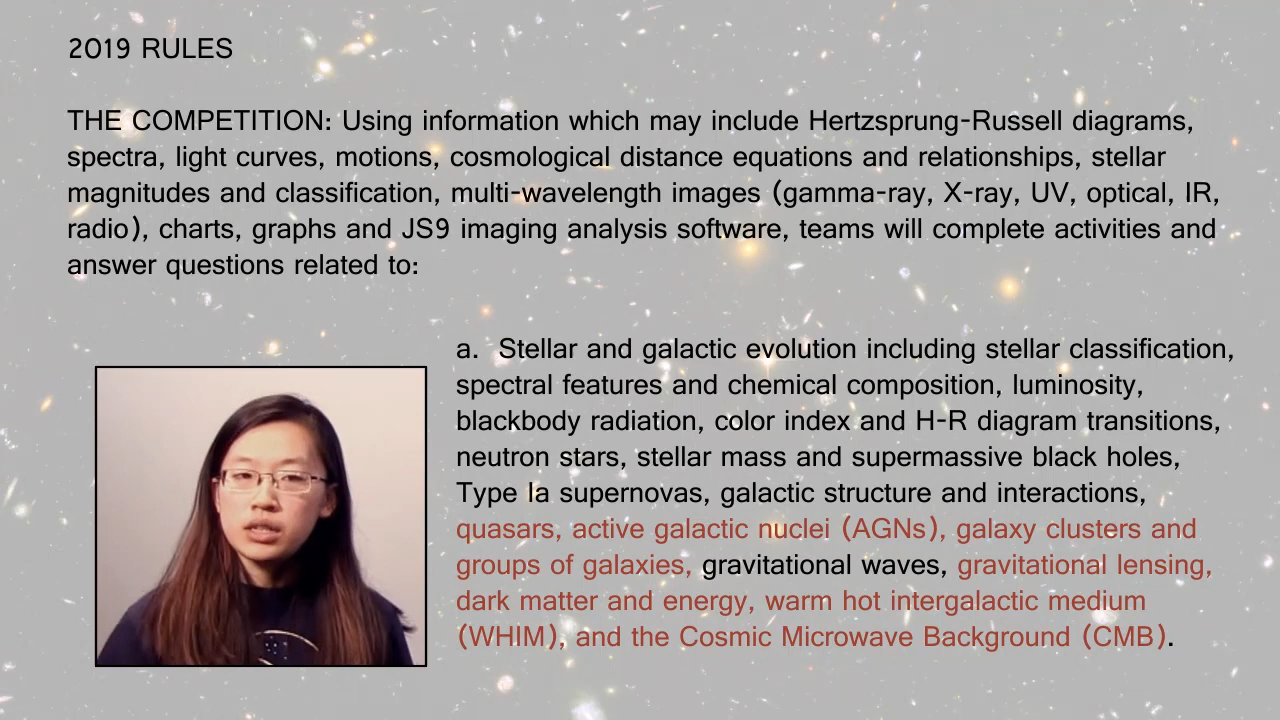 2019 RULES
THE COMPETITION: Using information which may include Hertzsprung-Russell diagrams,
spectra, light curves, motions, cosmological distance equations and relationships, stellar
magnitudes and classification, multi-wavelength images (gamma-ray, X-ray, UV, optical, IR,
radio), charts, graphs and JS9 imaging analysis software, teams will complete activities and
answer questions related to:
a. Stellar and galactic evolution including stellar classification,
spectral features and chemical composition, luminosity,
blackbody radiation, color index and H-R diagram transitions,
neutron stars, stellar mass and supermassive black holes,
Type Ia supernovas, galactic structure and interactions,
quasars, active galactic nuclei (AGNs), galaxy clusters and
groups of galaxies, gravitational waves, gravitational lensing,
dark matter and energy, warm hot intergalactic medium
(WHIM), and the Cosmic Microwave Background (CMB).